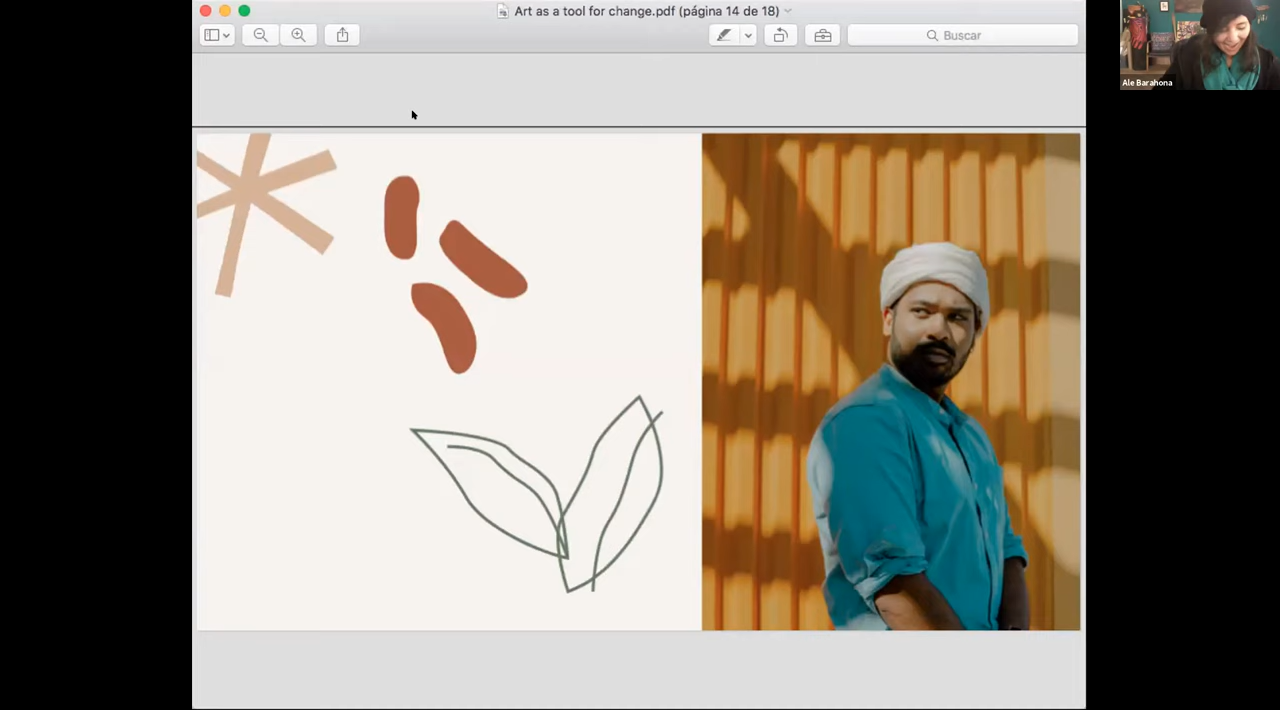 Art as a tool for change.pdf (página 14 de 18)
Buscar
Ale Barahona